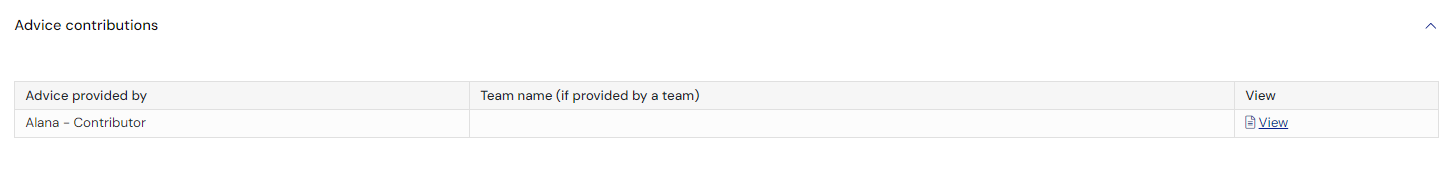 Advice contributions
Advice provided by Team name (if provided by a team) View
Alana - Contributor View